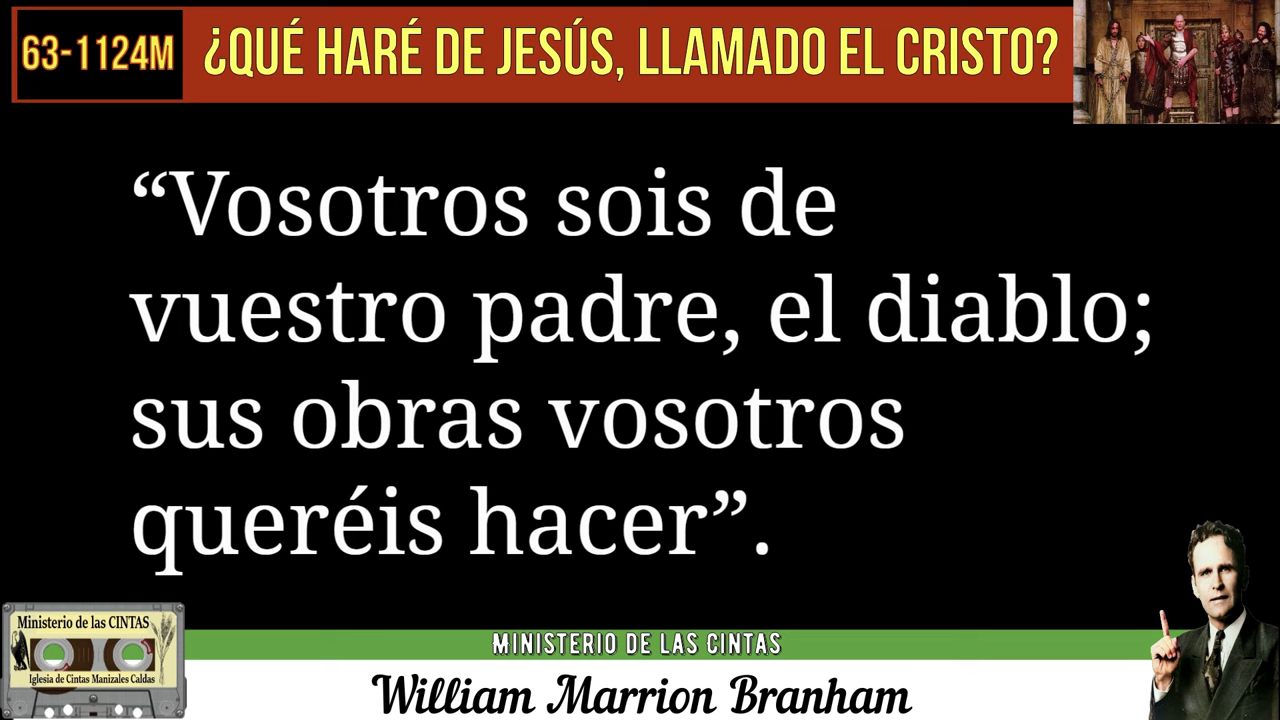 63-1124M
¿QUÉ HARÉ DE JESÚS, LLAMADO EL CRISTO?
“Vosotros sois de
vuestro padre, el diablo;
sus obras vosotros
queréis hacer”.
Ministerio de las CINTAS
Iglesia de Cintas Manizales Caldas
MINISTERIO DE LAS CINTAS
William Marrion Branham